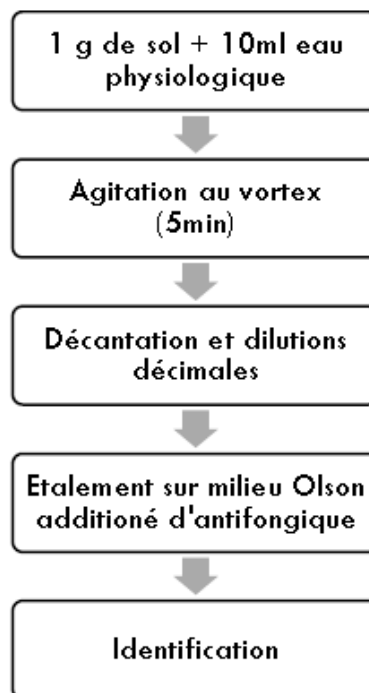 1 g de sol + 10ml eau
physiologique
Agitation au vortex
(5min)
Décantation et dilutions
décimales
Etalement sur milieu Olson
additioné d'antifongique
Identification